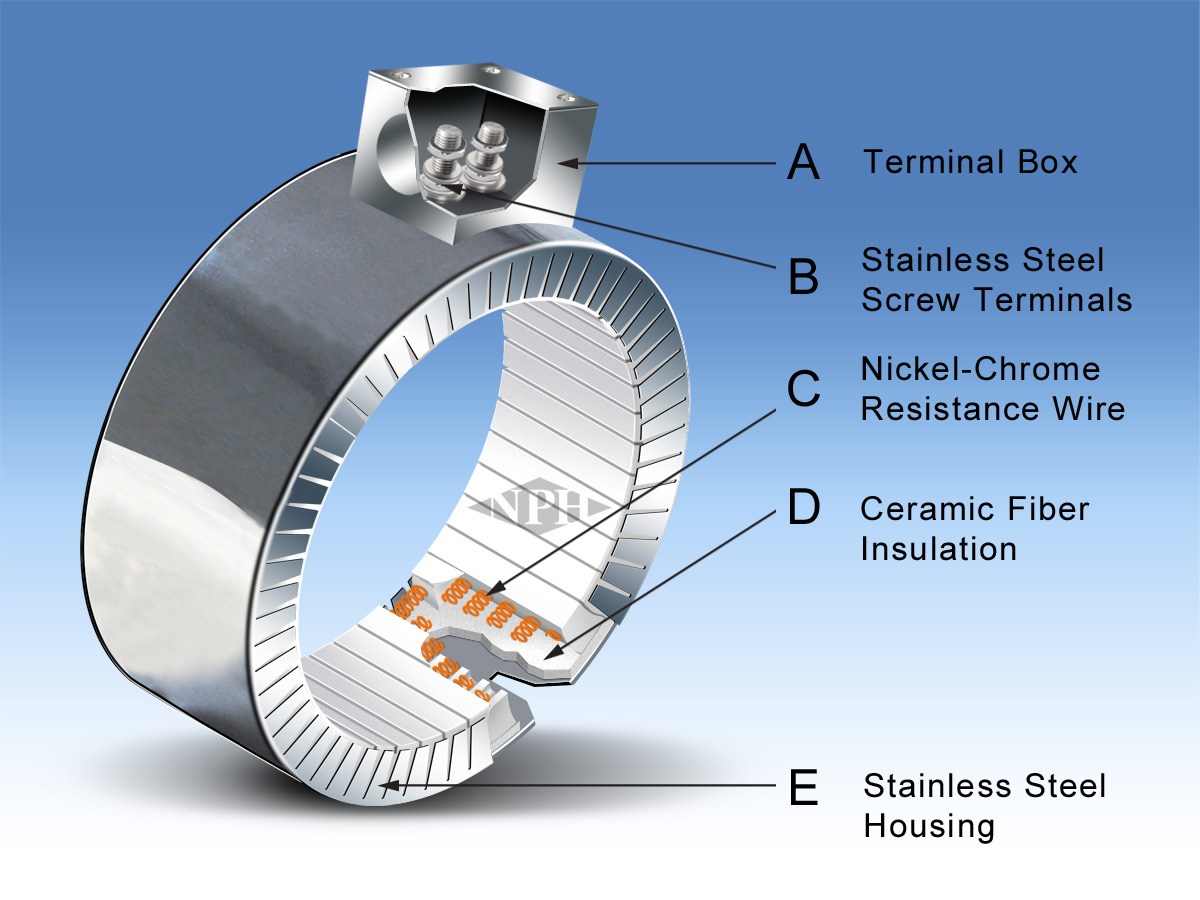 A Terminal Box
B Stainless Steel
Screw Terminals
C Nickel-Chrome
Resistance Wire
NPH
D Ceramic Fiber
Insulation
E Stainless Steel
Housing